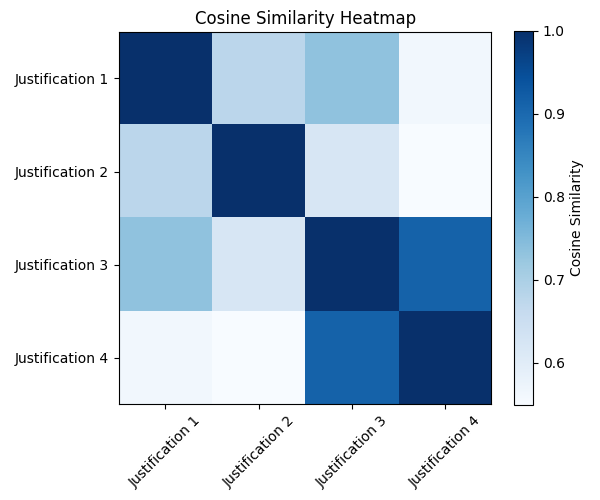 Cosine Similarity Heatmap
Justification 1
Justification 2
Justification 3
Justification 4
Justification 1
Justification 2
Justification 3
Justification 4
1.0
0.9
0.8
0.7
0.6
Cosine Similarity